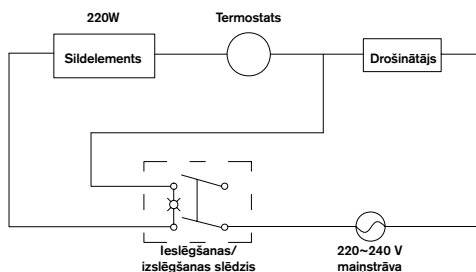 220W
Sildelements
Termostats
Drošinātājs
Ieslēgšanas/
izslēgšanas slēdzis
220~240 V
maiņstrāva